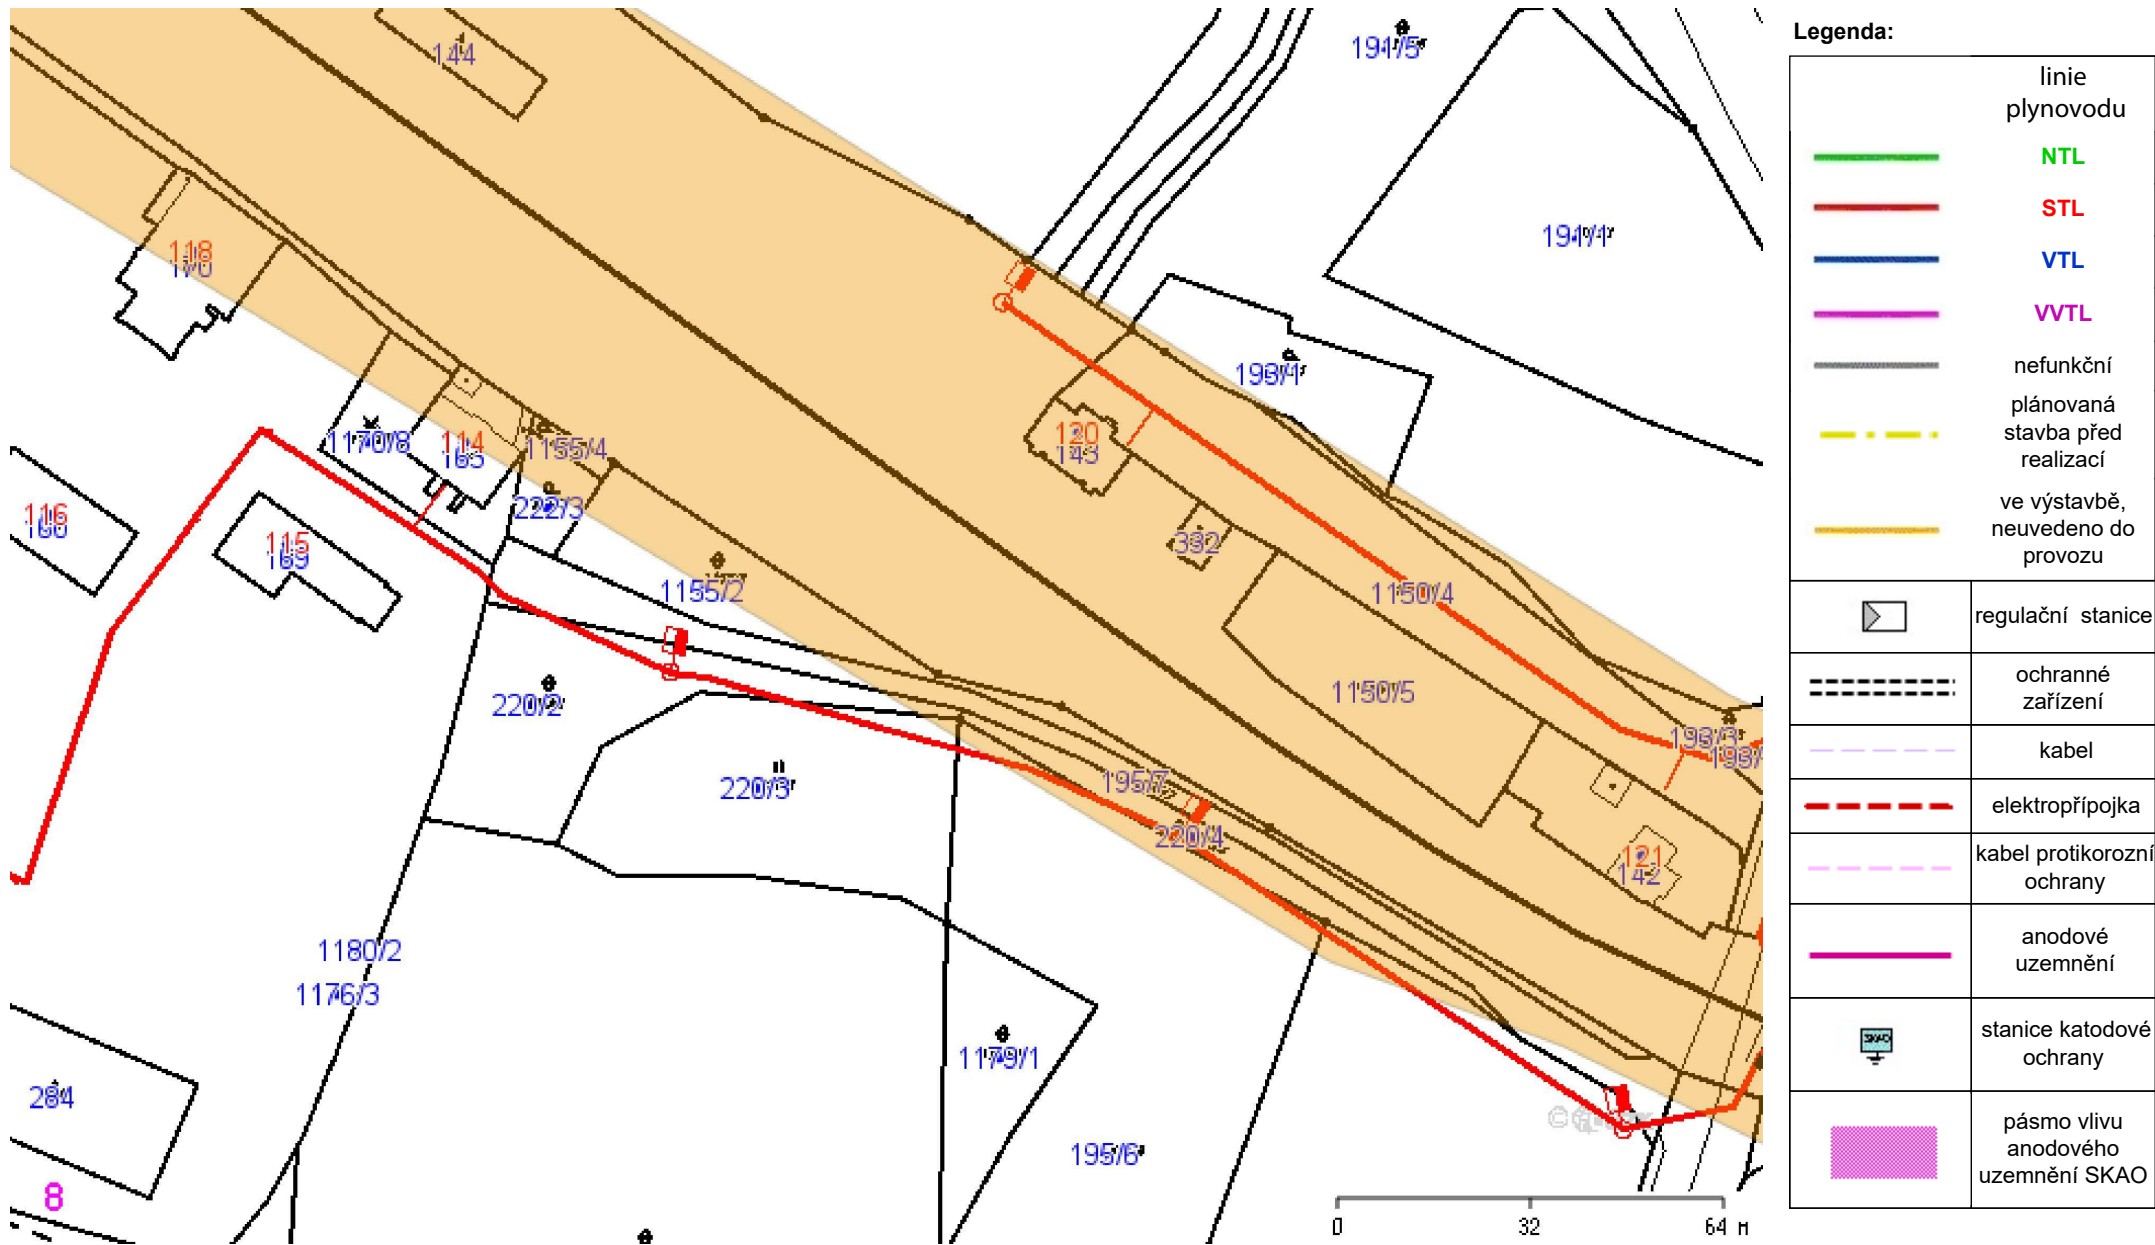 144
194/5
194/1
118
170
193/1
1170/8
114
165
1155/4
120
143
222/3
116
166
115
169
332
1155/2
1150/4
220/2
1150/5
193/3
220/3
195/7
220/4
121
142
1180/2
1176/3
1179/1
284
195/6
8
0 32 64 m
Legenda:
linie
plynovodu
NTL
STL
VTL
VVTL
nefunkční
plánovaná
stavba před
realizací
ve výstavbě,
neuvedeno do
provozu
regulační stanice
ochranné
zařízení
kabel
elektropřípojka
kabel protikorozní
ochrany
anodové
uzemnění
SKAO
stanice katodové
ochrany
pásmo vlivu
anodového
uzemnění SKAO